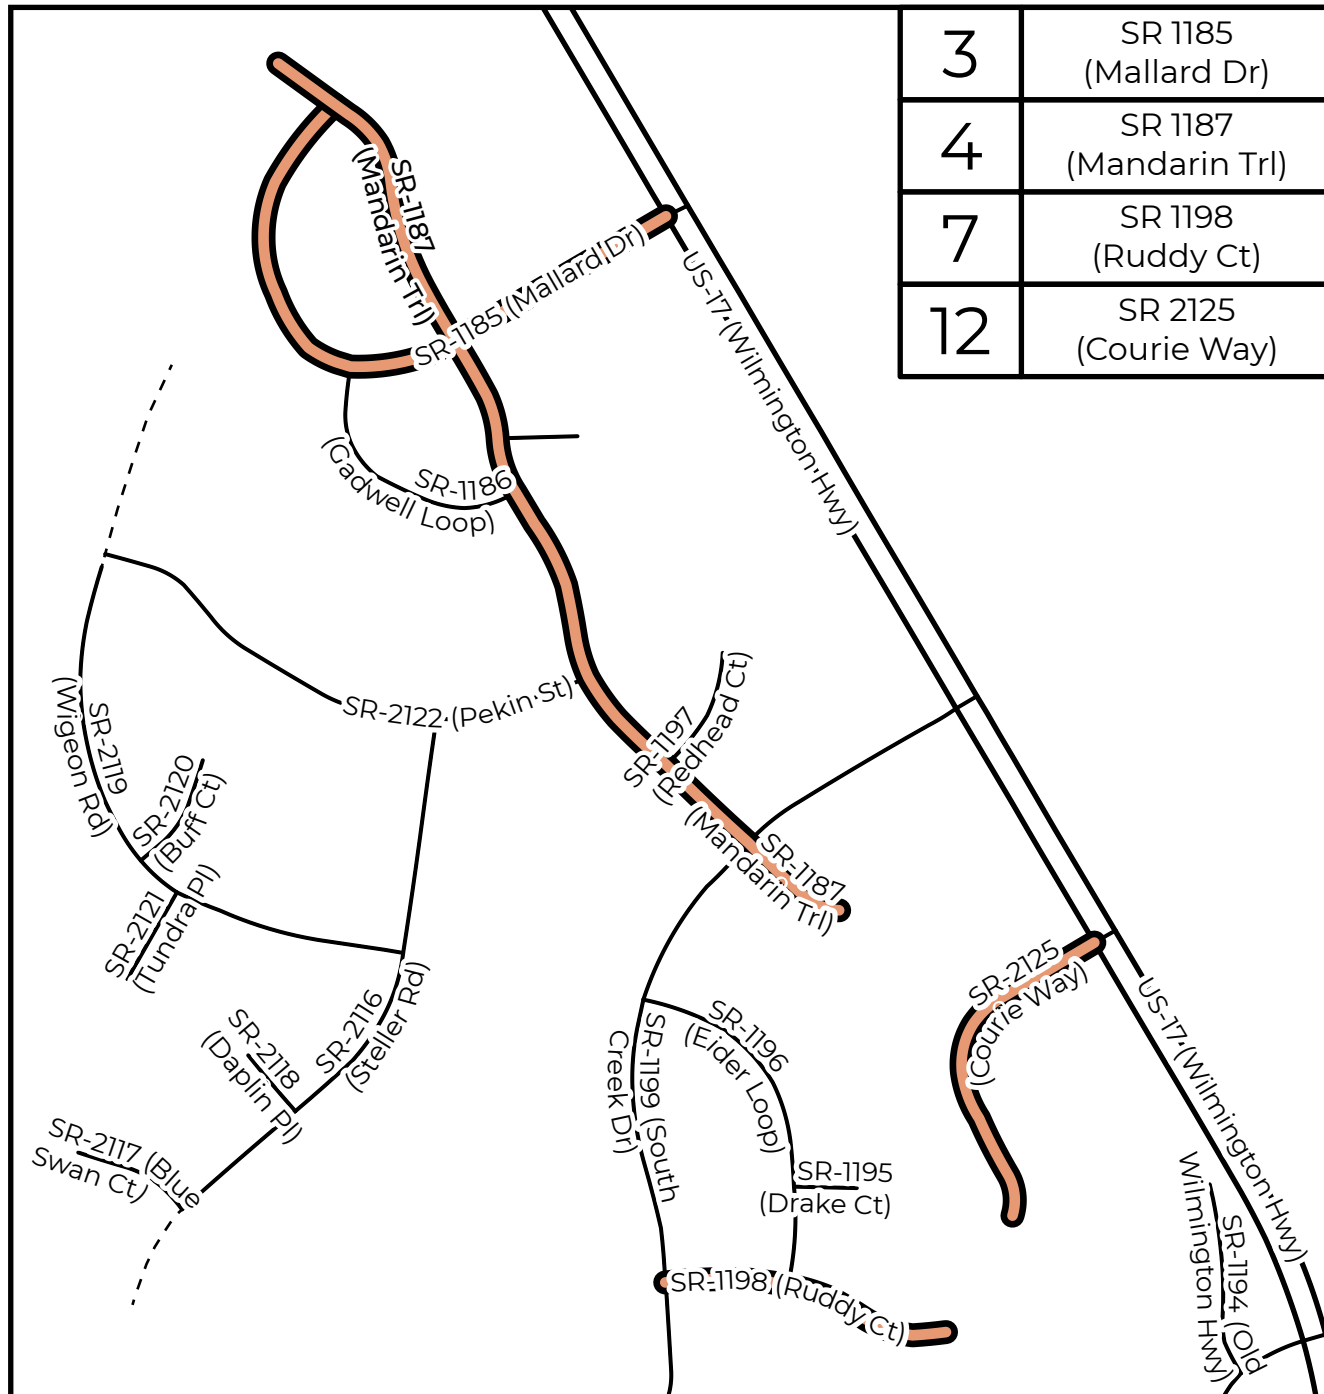 3
SR 1185
(Mallard Dr)
4
SR 1187
(Mandarin Trl)
7
SR 1198
(Ruddy Ct)
12
SR 2125
(Courie Way)
SR-1187
(Mandarin Trl)
SR-1185 (Mallard Dr)
US-17 (Wilmington Hwy)
SR-1186
(Gadwell Loop)
SR-2122 (Pekin St)
SR-1197
(Redhead Ct)
SR-2119
(Wigeon Rd)
SR-2120
(Buff Ct)
SR-2121
(Tundra Pl)
SR-1187
(Mandarin Trl)
SR-2125
(Courie Way)
SR-2116
(Steller Rd)
SR-2118
(Daplin Pl)
SR-2117 (Blue
Swan Ct)
SR-1199 (South
Creek Dr)
SR-1196
(Eider Loop)
SR-1195
(Drake Ct)
SR-1198 (Ruddy Ct)
US-17 (Wilmington Hwy)
SR-1194 (Old
Wilmington Hwy)